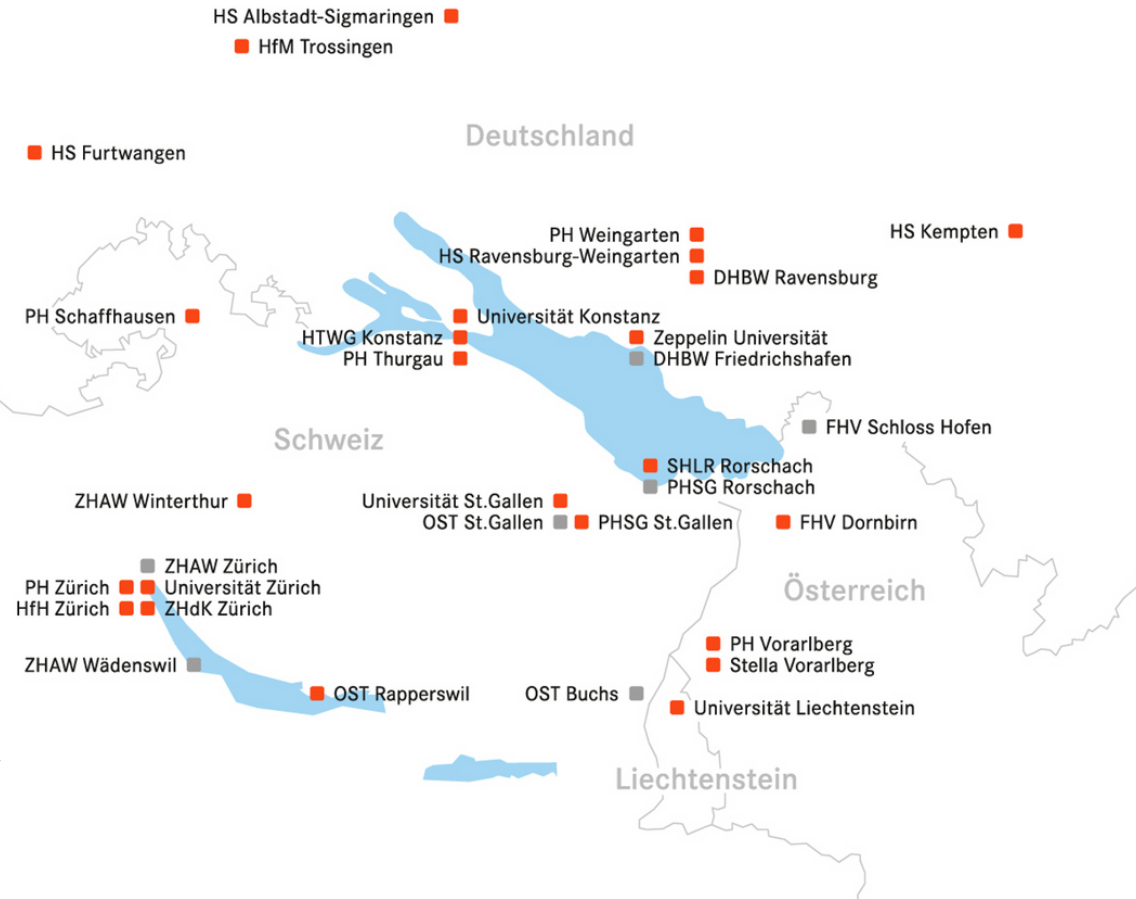 HS Albstadt-Sigmaringen
HfM Trossingen
Deutschland
HS Furtwangen
HS Kempten
PH Weingarten
HS Ravensburg-Weingarten
DHBW Ravensburg
PH Schaffhausen
Universität Konstanz
HTWG Konstanz
PH Thurgau
Zeppelin Universität
DHBW Friedrichshafen
Schweiz
FHV Schloss Hofen
SHLR Rorschach
PHSG Rorschach
ZHAW Winterthur
Universität St.Gallen
OST St.Gallen
PHSG St.Gallen
FHV Dornbirn
ZHAW Zürich
PH Zürich
Universität Zürich
HfH Zürich
ZHdK Zürich
Österreich
PH Vorarlberg
Stella Vorarlberg
ZHAW Wädenswil
OST Rapperswil
OST Buchs
Universität Liechtenstein
Liechtenstein